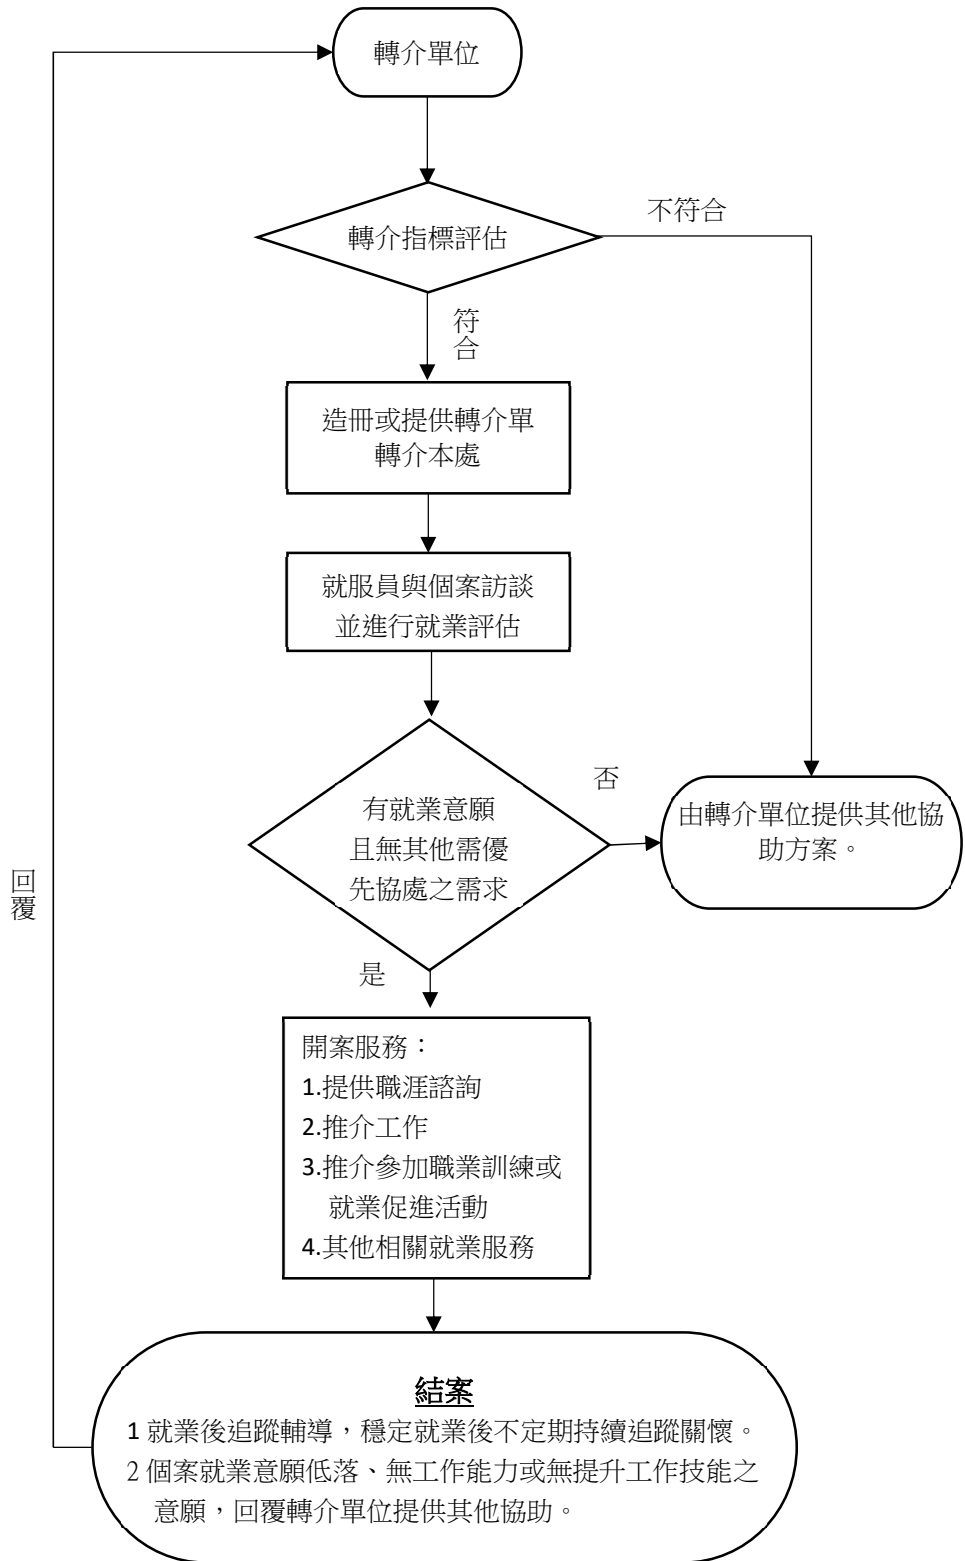 轉介單位
轉介指標評估
不符合
符
合
造冊或提供轉介單
轉介本處
就服員與個案訪談
並進行就業評估
有就業意願
且無其他需優
先協處之需求
否
由轉介單位提供其他協
助方案。
回
覆
是
開案服務：
1.提供職涯諮詢
2.推介工作
3.推介參加職業訓練或
就業促進活動
4.其他相關就業服務
結案
1 就業後追蹤輔導，穩定就業後不定期持續追蹤關懷。
2 個案就業意願低落、無工作能力或無提升工作技能之
意願，回覆轉介單位提供其他協助。